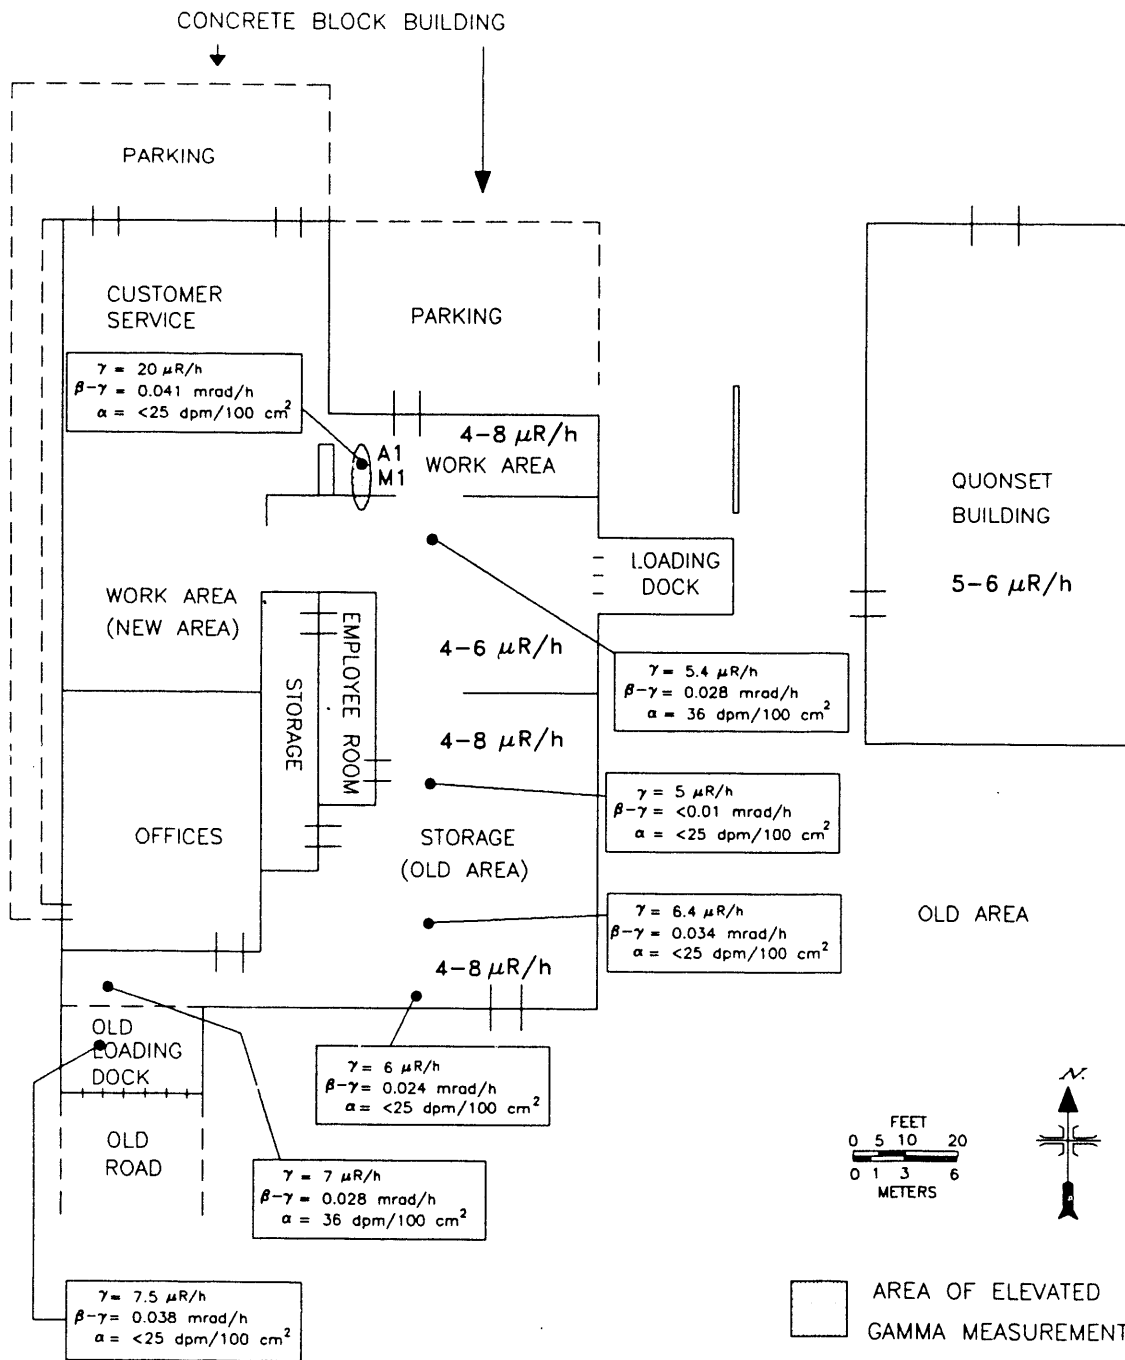 CONCRETE BLOCK BUILDING
PARKING
CUSTOMER
SERVICE
PARKING
γ = 20 μR/h
β-γ = 0.041 mrad/h
α = <25 dpm/100 cm²
A1
M1
4-8 μR/h
WORK AREA
QUONSET
BUILDING
5-6 μR/h
LOADING
DOCK
WORK AREA
(NEW AREA)
STORAGE
EMPLOYEE ROOM
4-6 μR/h
γ = 5.4 μR/h
β-γ = 0.028 mrad/h
α = 36 dpm/100 cm²
4-8 μR/h
γ = 5 μR/h
β-γ = <0.01 mrad/h
α = <25 dpm/100 cm²
OFFICES
STORAGE
(OLD AREA)
γ = 6.4 μR/h
β-γ = 0.034 mrad/h
α = <25 dpm/100 cm²
OLD AREA
4-8 μR/h
OLD
LOADING
DOCK
γ = 6 μR/h
β-γ = 0.024 mrad/h
α = <25 dpm/100 cm²
OLD
ROAD
γ = 7 μR/h
β-γ = 0.028 mrad/h
α = 36 dpm/100 cm²
γ = 7.5 μR/h
β-γ = 0.038 mrad/h
α = <25 dpm/100 cm²
N.
FEET
0 5 10 20
0 1 3 6
METERS
AREA OF ELEVATED
GAMMA MEASUREMENT